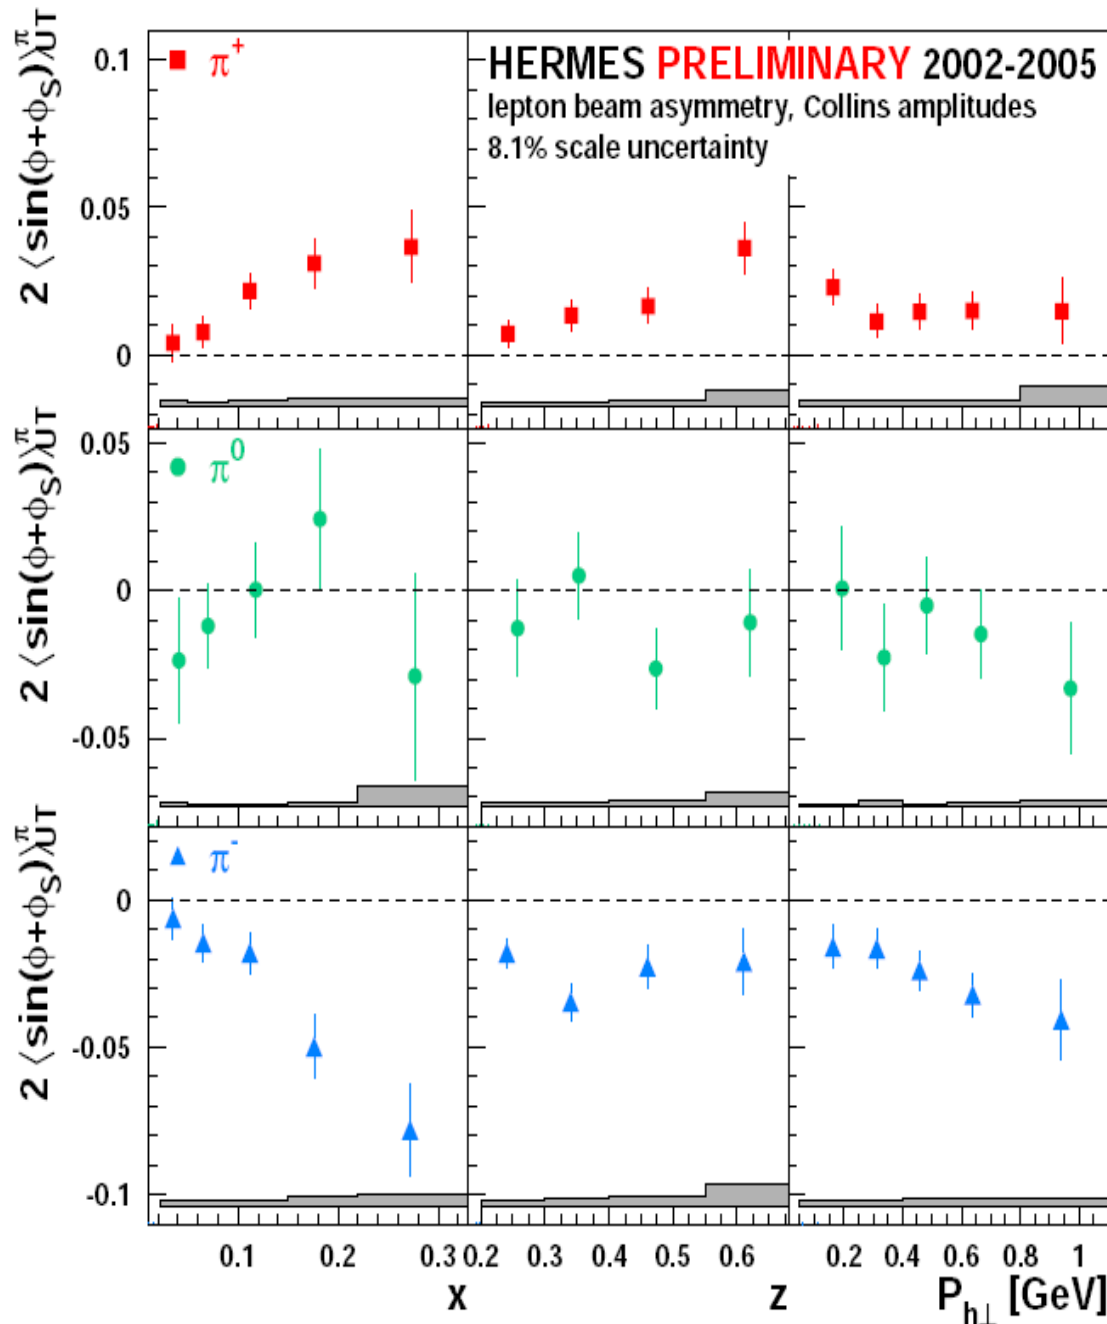 2 ⟨sin(ϕ+ϕS)⟩πUT
0.1
0.05
0
π+
HERMES PRELIMINARY 2002-2005
lepton beam asymmetry, Collins amplitudes
8.1% scale uncertainty
2 ⟨sin(ϕ+ϕS)⟩πUT
0.05
0
-0.05
π0
2 ⟨sin(ϕ+ϕS)⟩πUT
0
-0.05
-0.1
π-
0.1 0.2 0.3 0.2 0.3 0.4 0.5 0.6 0.2 0.4 0.6 0.8 1
x z Ph⊥ [GeV]